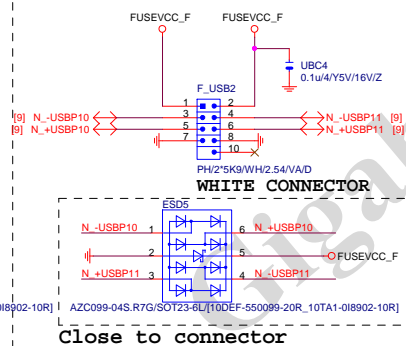 FUSEVCC_F FUSEVCC_F
UBC4
0.1u/4/Y5V/16V/Z
F_USB2
1 2
[9] N_-USBP10 3 4 N_-USBP11 [9]
[9] N_+USBP10 5 6 N_+USBP11 [9]
7 8
10
PH/2*5K9/WH/2.54/VA/D
WHITE CONNECTOR
ESD5
N_-USBP10 1 6 N_+USBP10
2 5 FUSEVCC_F
N_+USBP11 3 4 N_-USBP11
0I8902-10R] AZC099-04S.R7G/SOT23-6L/[10DEF-550099-20R_10TA1-0I8902-10R]
Close to connector
Gigab